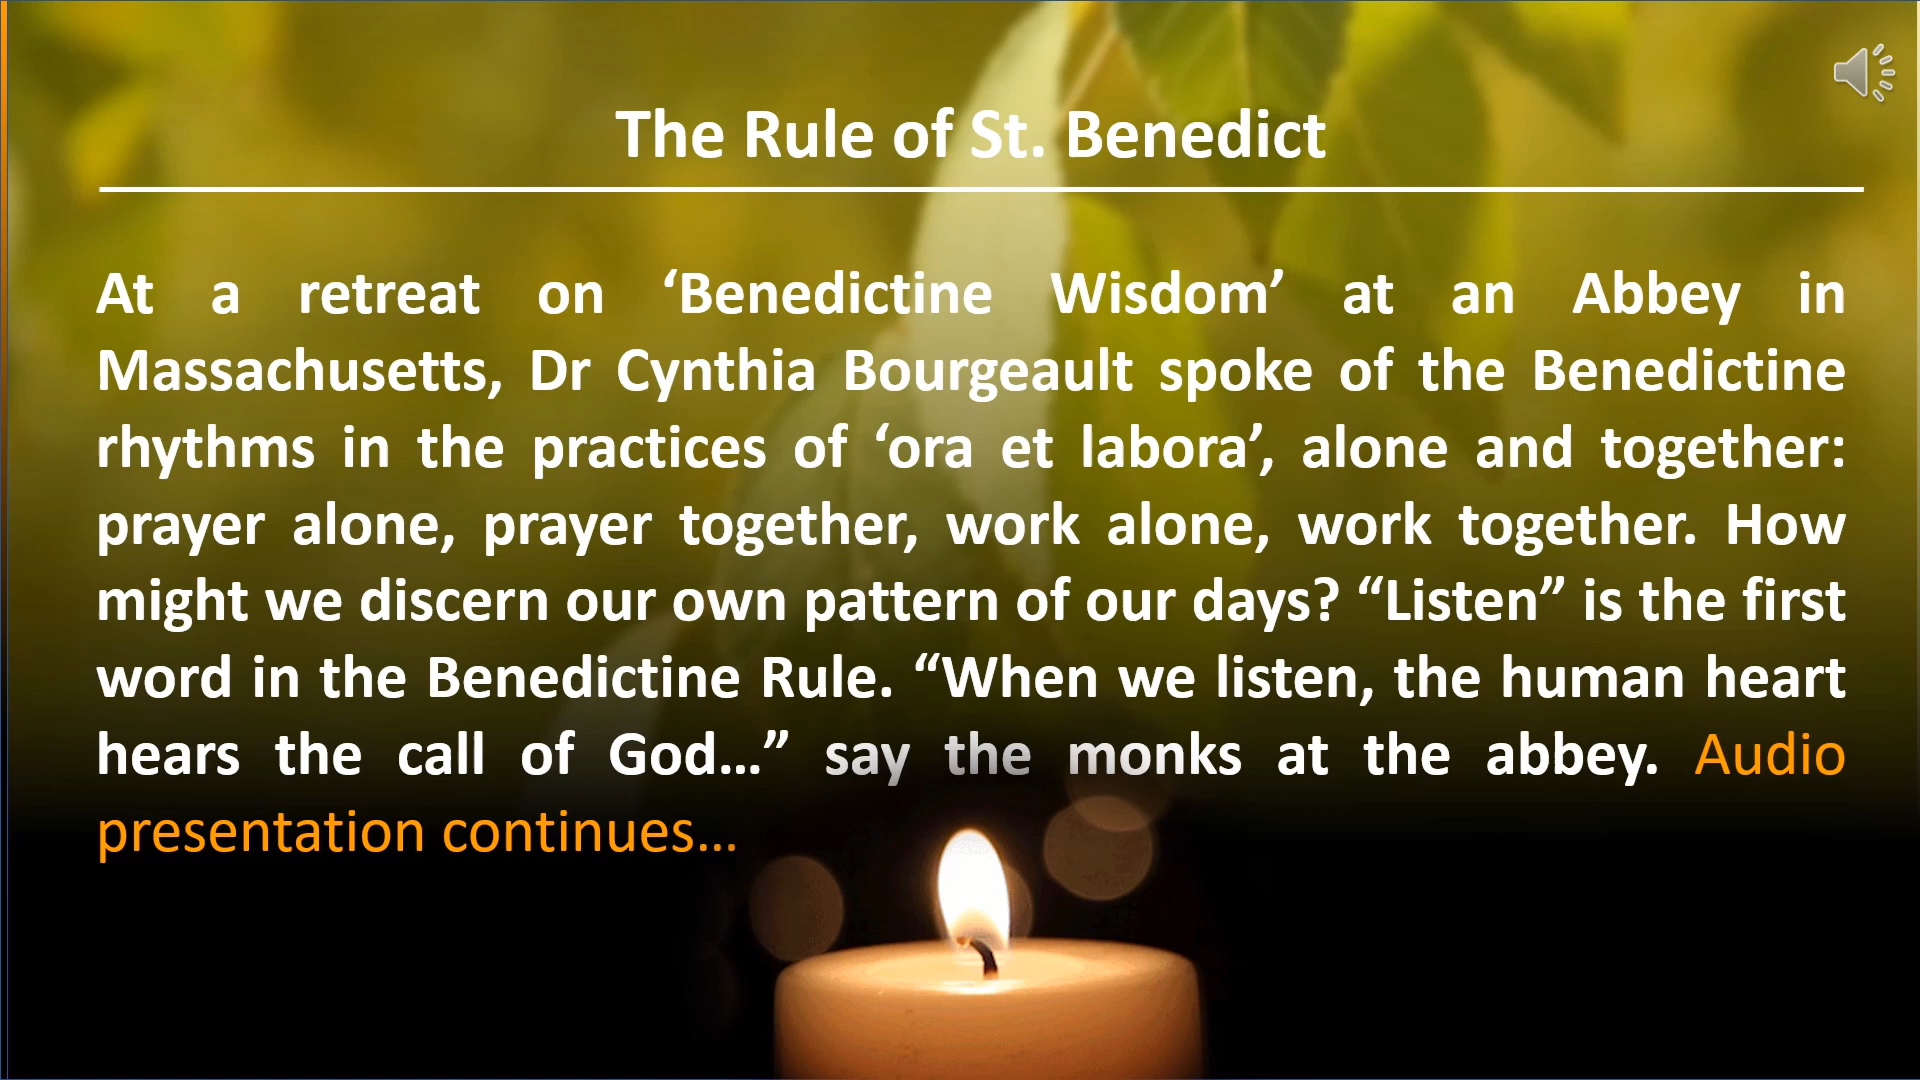 The Rule of St. Benedict
At a retreat on ‘Benedictine Wisdom’ at an Abbey in
Massachusetts, Dr Cynthia Bourgeault spoke of the Benedictine
rhythms in the practices of ‘ora et labora’, alone and together:
prayer alone, prayer together, work alone, work together. How
might we discern our own pattern of our days? “Listen” is the first
word in the Benedictine Rule. “When we listen, the human heart
hears the call of God…” say the monks at the abbey. Audio
presentation continues…